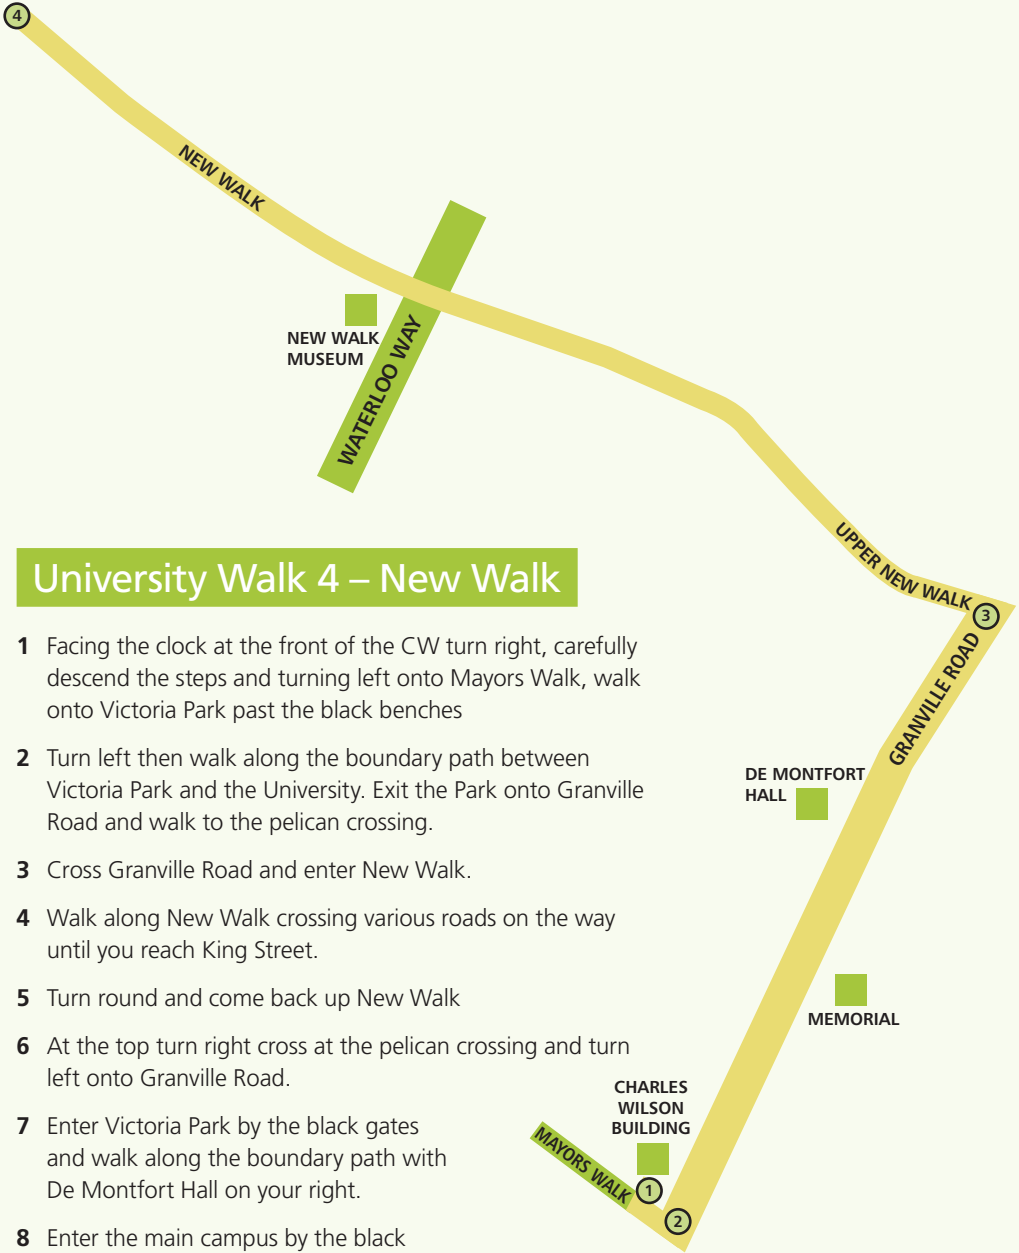 4
NEW WALK
NEW WALK
MUSEUM
WATERLOO WAY
UPPER NEW WALK
3
GRANVILLE ROAD
University Walk 4 – New Walk
1 Facing the clock at the front of the CW turn right, carefully
descend the steps and turning left onto Mayors Walk, walk
onto Victoria Park past the black benches
2 Turn left then walk along the boundary path between
Victoria Park and the University. Exit the Park onto Granville
Road and walk to the pelican crossing.
3 Cross Granville Road and enter New Walk.
4 Walk along New Walk crossing various roads on the way
until you reach King Street.
5 Turn round and come back up New Walk
6 At the top turn right cross at the pelican crossing and turn
left onto Granville Road.
7 Enter Victoria Park by the black gates
and walk along the boundary path with
De Montfort Hall on your right.
8 Enter the main campus by the black
DE MONTFORT
HALL
MEMORIAL
CHARLES
WILSON
BUILDING
MAYORS WALK
1
2